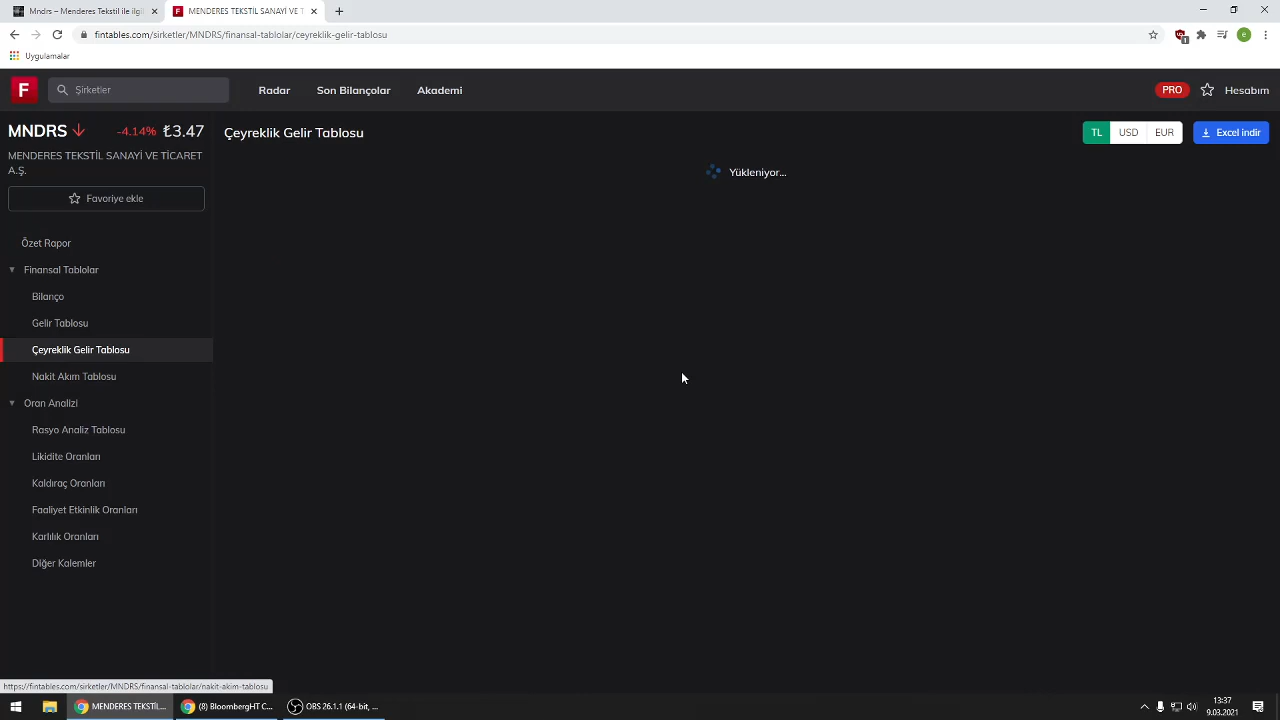 Mndrs – Menderes Tekstil ile ilgil
MENDERES TEKSTİL SANAYİ VE T
fintables.com/sirketler/MNDRS/finansal-tablolar/ceyreklik-gelir-tablosu
1
e
Uygulamalar
F
Şirketler
Radar
Son Bilançolar
Akademi
PRO
Hesabım
MNDRS
-4.14%
₺3.47
MENDERES TEKSTİL SANAYİ VE TİCARET
A.Ş.
Favoriye ekle
Çeyreklik Gelir Tablosu
TL
USD
EUR
Excel indir
Yükleniyor...
Özet Rapor
Finansal Tablolar
Bilanço
Gelir Tablosu
Çeyreklik Gelir Tablosu
Nakit Akım Tablosu
Oran Analizi
Rasyo Analiz Tablosu
Likidite Oranları
Kaldıraç Oranları
Faaliyet Etkinlik Oranları
Karlılık Oranları
Diğer Kalemler
https://fintables.com/sirketler/MNDRS/finansal-tablolar/nakit-akim-tablosu
MENDERES TEKSTİL...
(8) BloombergHT C...
OBS 26.1.1 (64-bit, ...
13:37
9.03.2021